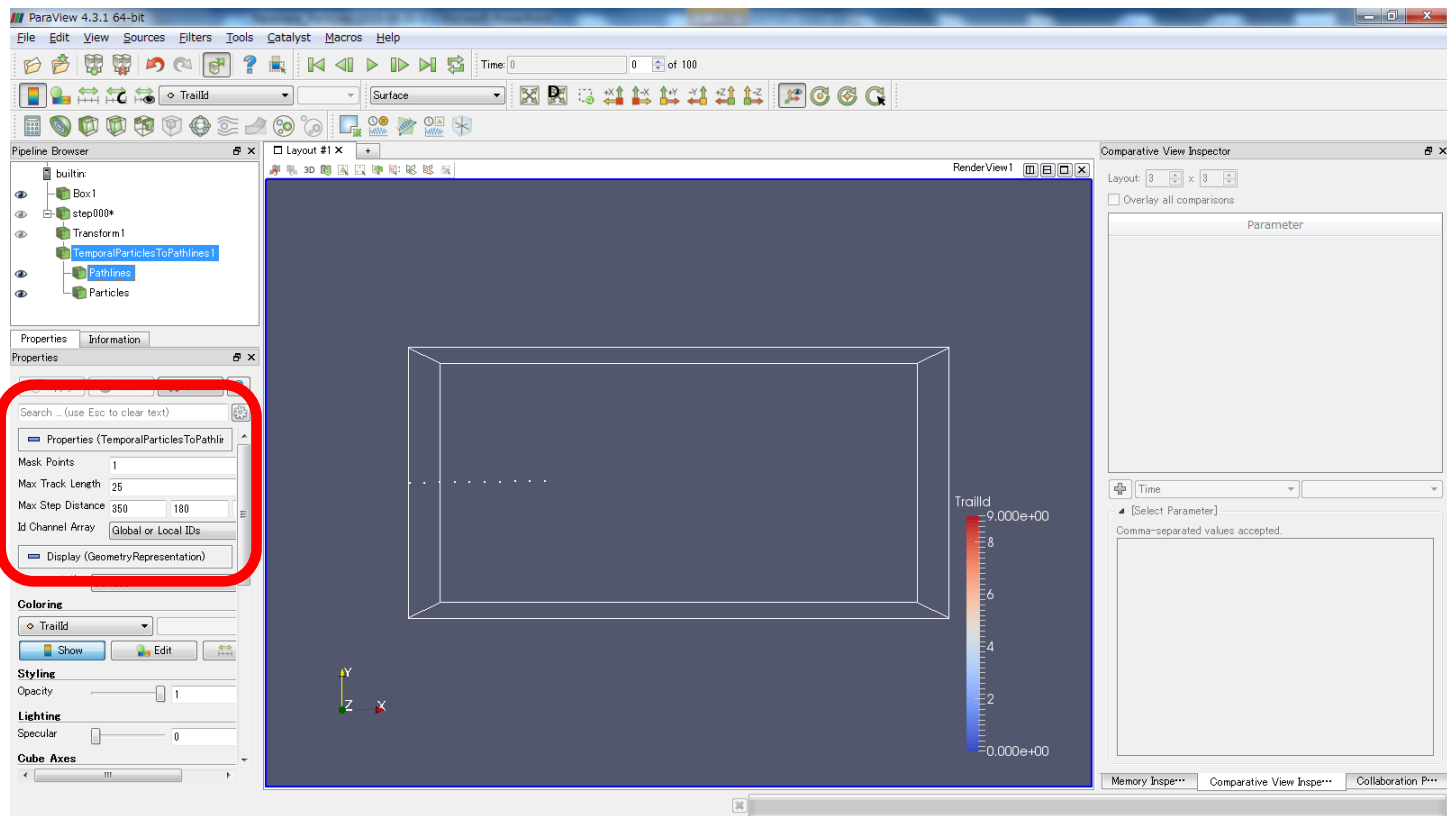 ParaView 4.3.1 64-bit
File Edit View Sources Filters Tools Catalyst Macros Help
Time: 0 0 of 100
TrailId Surface
Pipeline Browser
Layout #1
3D
RenderView1
builtin:
Box1
step000*
Transform1
TemporalParticlesToPathlines1
Pathlines
Particles
Properties Information
Properties
Search ... (use Esc to clear text)
Properties (TemporalParticlesToPathlin
Mask Points 1
Max Track Length 25
Max Step Distance 350 180
Id Channel Array Global or Local IDs
Display (GeometryRepresentation)
Coloring
TrailId
Show Edit
Styling
Opacity 1
Lighting
Specular 0
Cube Axes
Y
Z X
TrailId
9.000e+00
8
6
4
2
0.000e+00
Comparative View Inspector
Layout: 3 x 3
Overlay all comparisons
Parameter
Time
[Select Parameter]
Comma-separated values accepted.
Memory Inspe··· Comparative View Inspe··· Collaboration P···